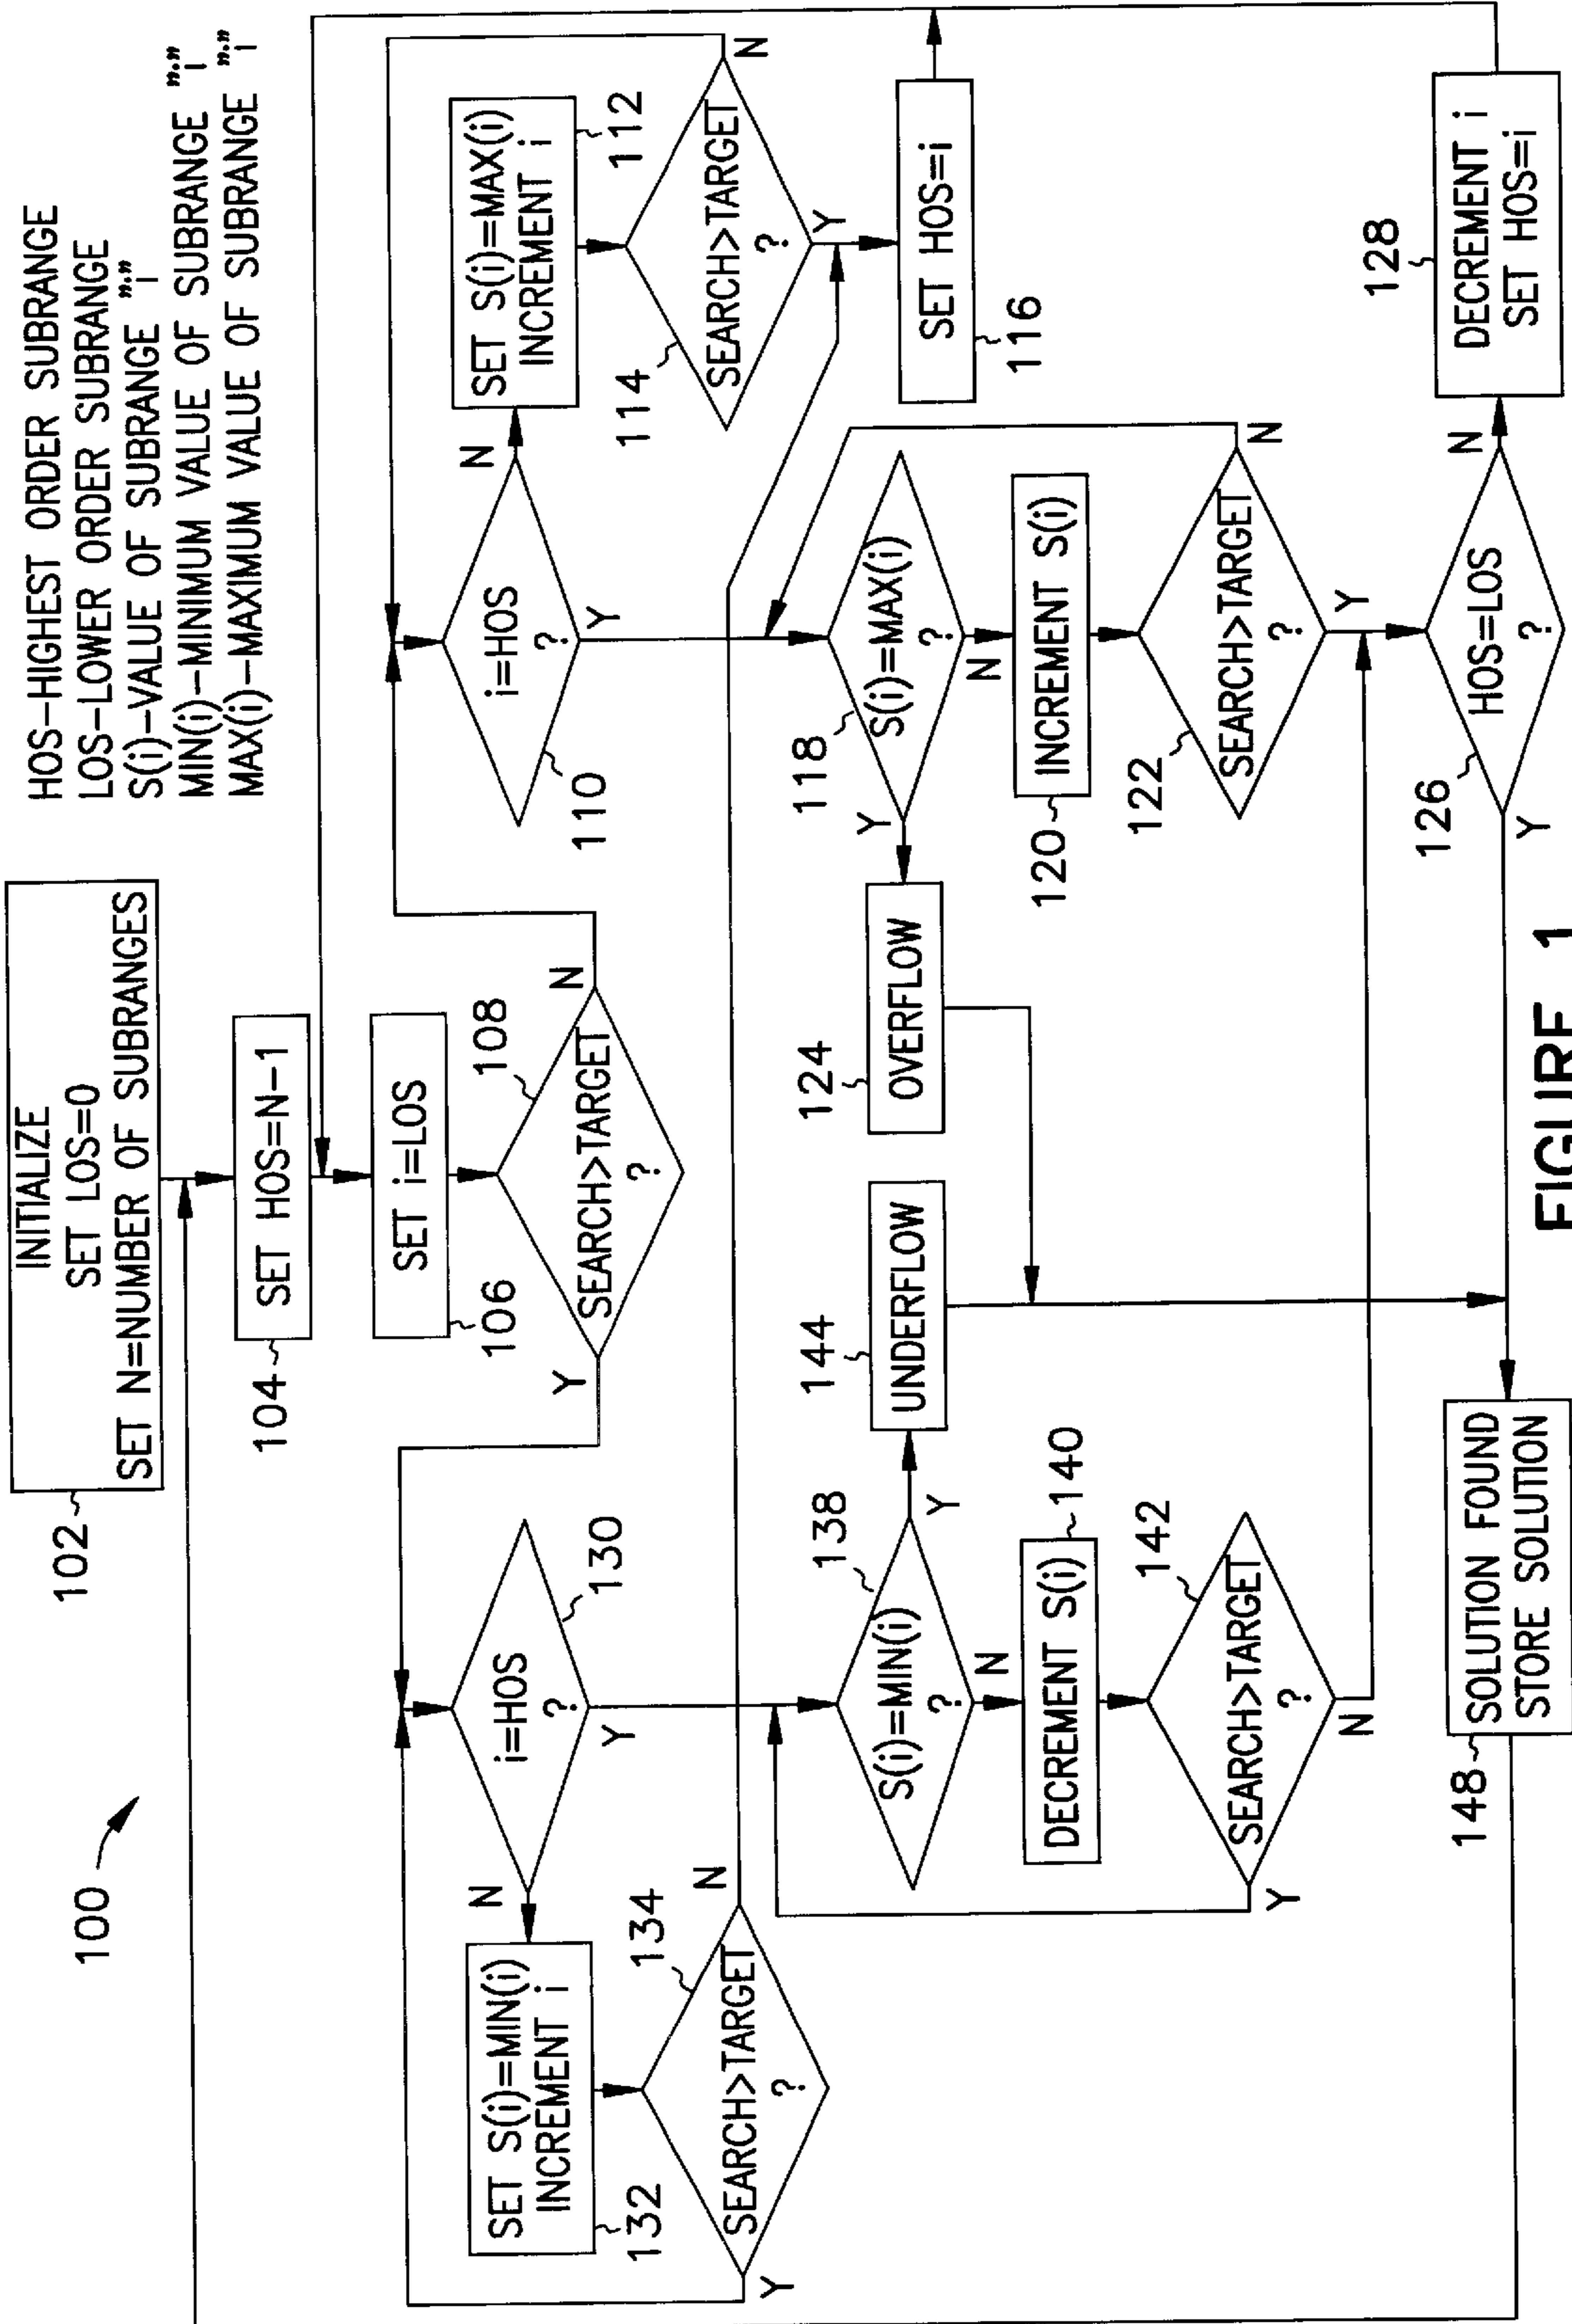 100
102
INITIALIZE
SET LOS=0
SET N=NUMBER OF SUBRANGES
HOS–HIGHEST ORDER SUBRANGE
LOS–LOWER ORDER SUBRANGE
S(i)–VALUE OF SUBRANGE "i"
MIN(i)–MINIMUM VALUE OF SUBRANGE "i"
MAX(i)–MAXIMUM VALUE OF SUBRANGE "i"
104
SET HOS=N–1
106
SET i=LOS
108
SEARCH>TARGET
?
Y
N
130
i=HOS
?
N
Y
132
SET S(i)=MIN(i)
INCREMENT i
134
SEARCH>TARGET
?
Y
N
110
i=HOS
?
N
Y
112
SET S(i)=MAX(i)
INCREMENT i
114
SEARCH>TARGET
?
N
Y
116
SET HOS=i
138
S(i)=MIN(i)
?
Y
N
140
DECREMENT S(i)
142
SEARCH>TARGET
?
Y
N
144
UNDERFLOW
124
OVERFLOW
118
S(i)=MAX(i)
?
Y
N
120
INCREMENT S(i)
122
SEARCH>TARGET
?
N
Y
126
HOS=LOS
?
Y
N
128
DECREMENT i
SET HOS=i
148
SOLUTION FOUND
STORE SOLUTION
FIGURE 1